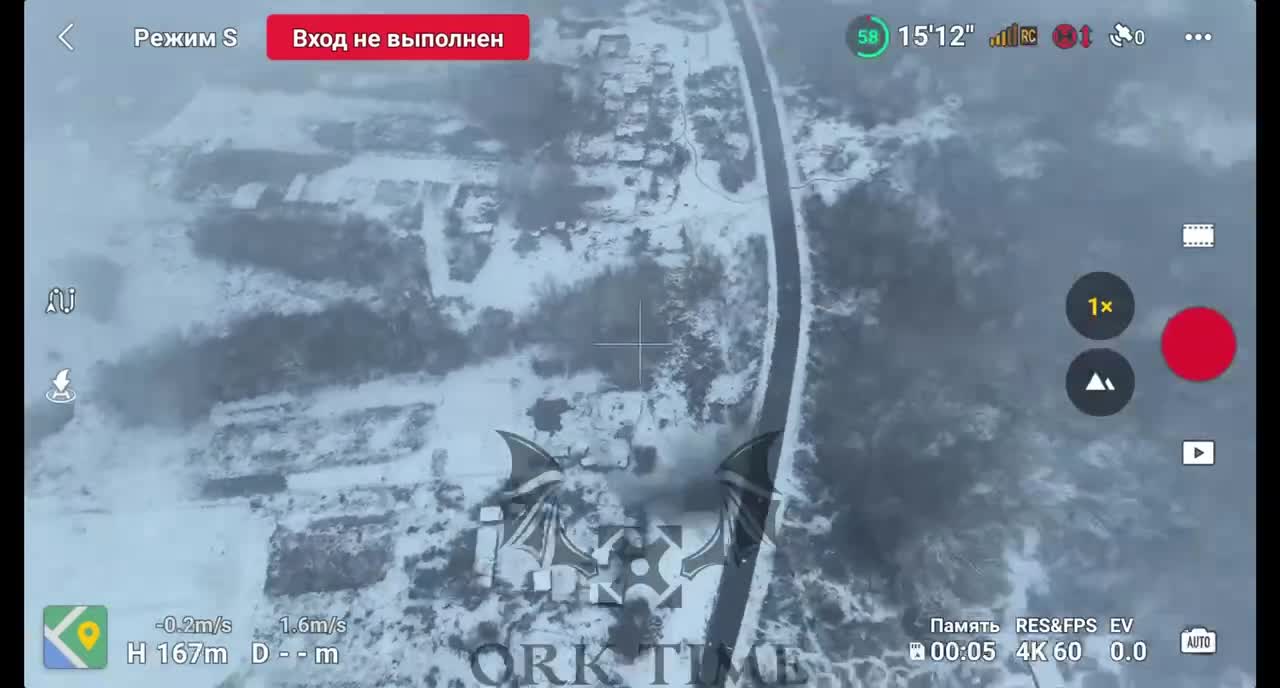 Режим S
Вход не выполнен
58
15'12"
RC
0
1×
-0.2m/s 1.6m/s
H 167m D - - m
Память RES&FPS EV
00:05 4K 60 0.0
AUTO
ORK TIME